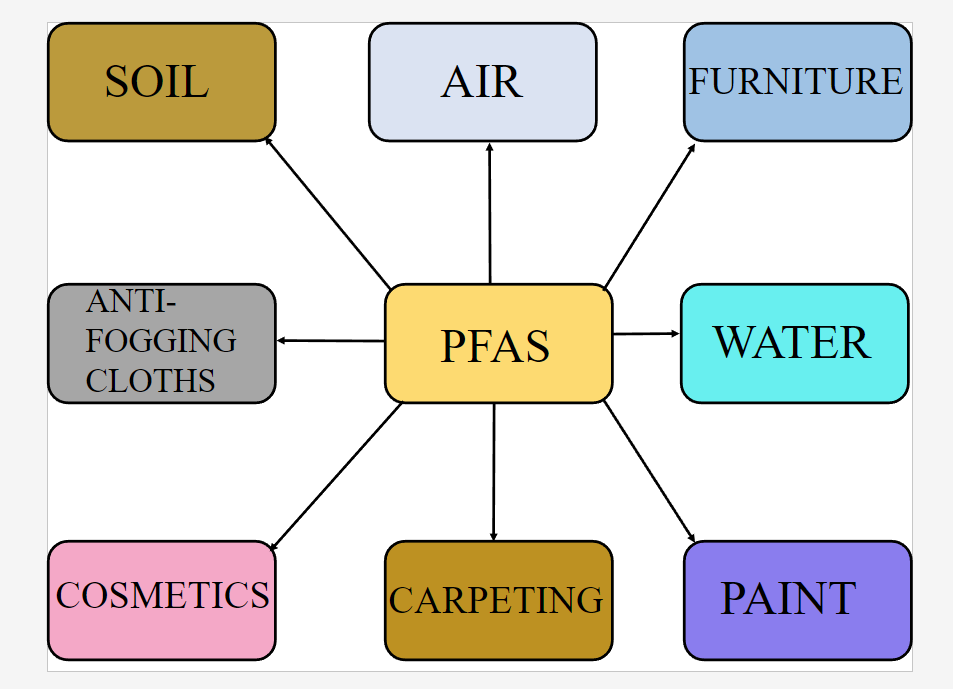 SOIL
AIR
FURNITURE
ANTI-
FOGGING
CLOTHS
PFAS
WATER
COSMETICS
CARPETING
PAINT